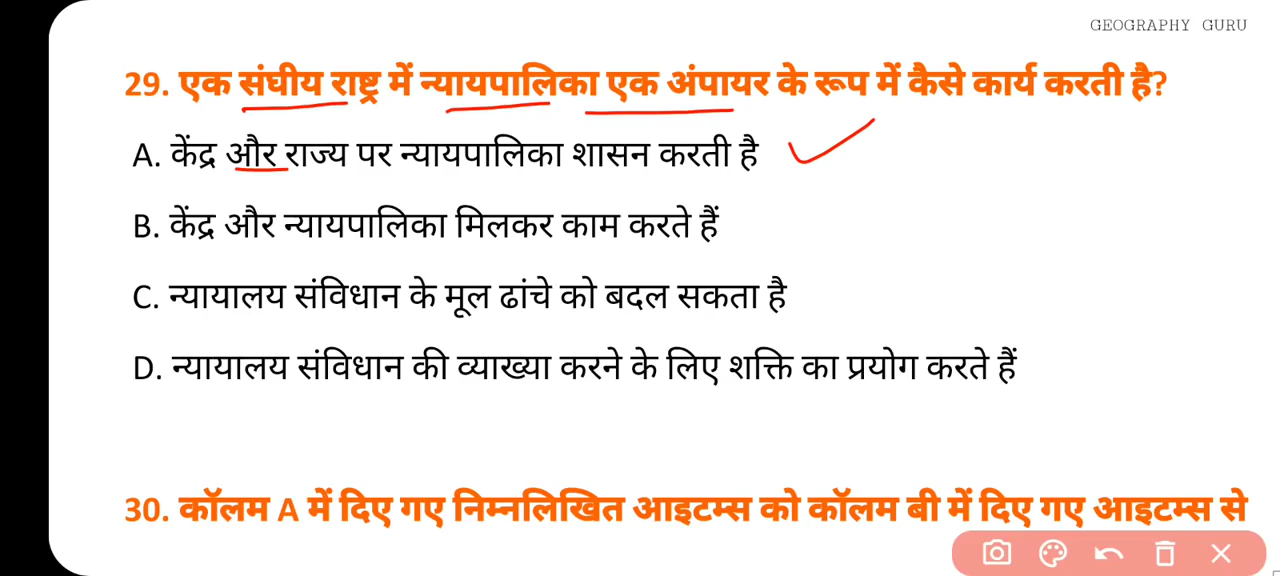 GEOGRAPHY GURU
29. एक संघीय राष्ट्र में न्यायपालिका एक अंपायर के रूप में कैसे कार्य करती है?
A. केंद्र और राज्य पर न्यायपालिका शासन करती है
B. केंद्र और न्यायपालिका मिलकर काम करते हैं
C. न्यायालय संविधान के मूल ढांचे को बदल सकता है
D. न्यायालय संविधान की व्याख्या करने के लिए शक्ति का प्रयोग करते हैं
30. कॉलम A में दिए गए निम्नलिखित आइटम्स को कॉलम बी में दिए गए आइटम्स से